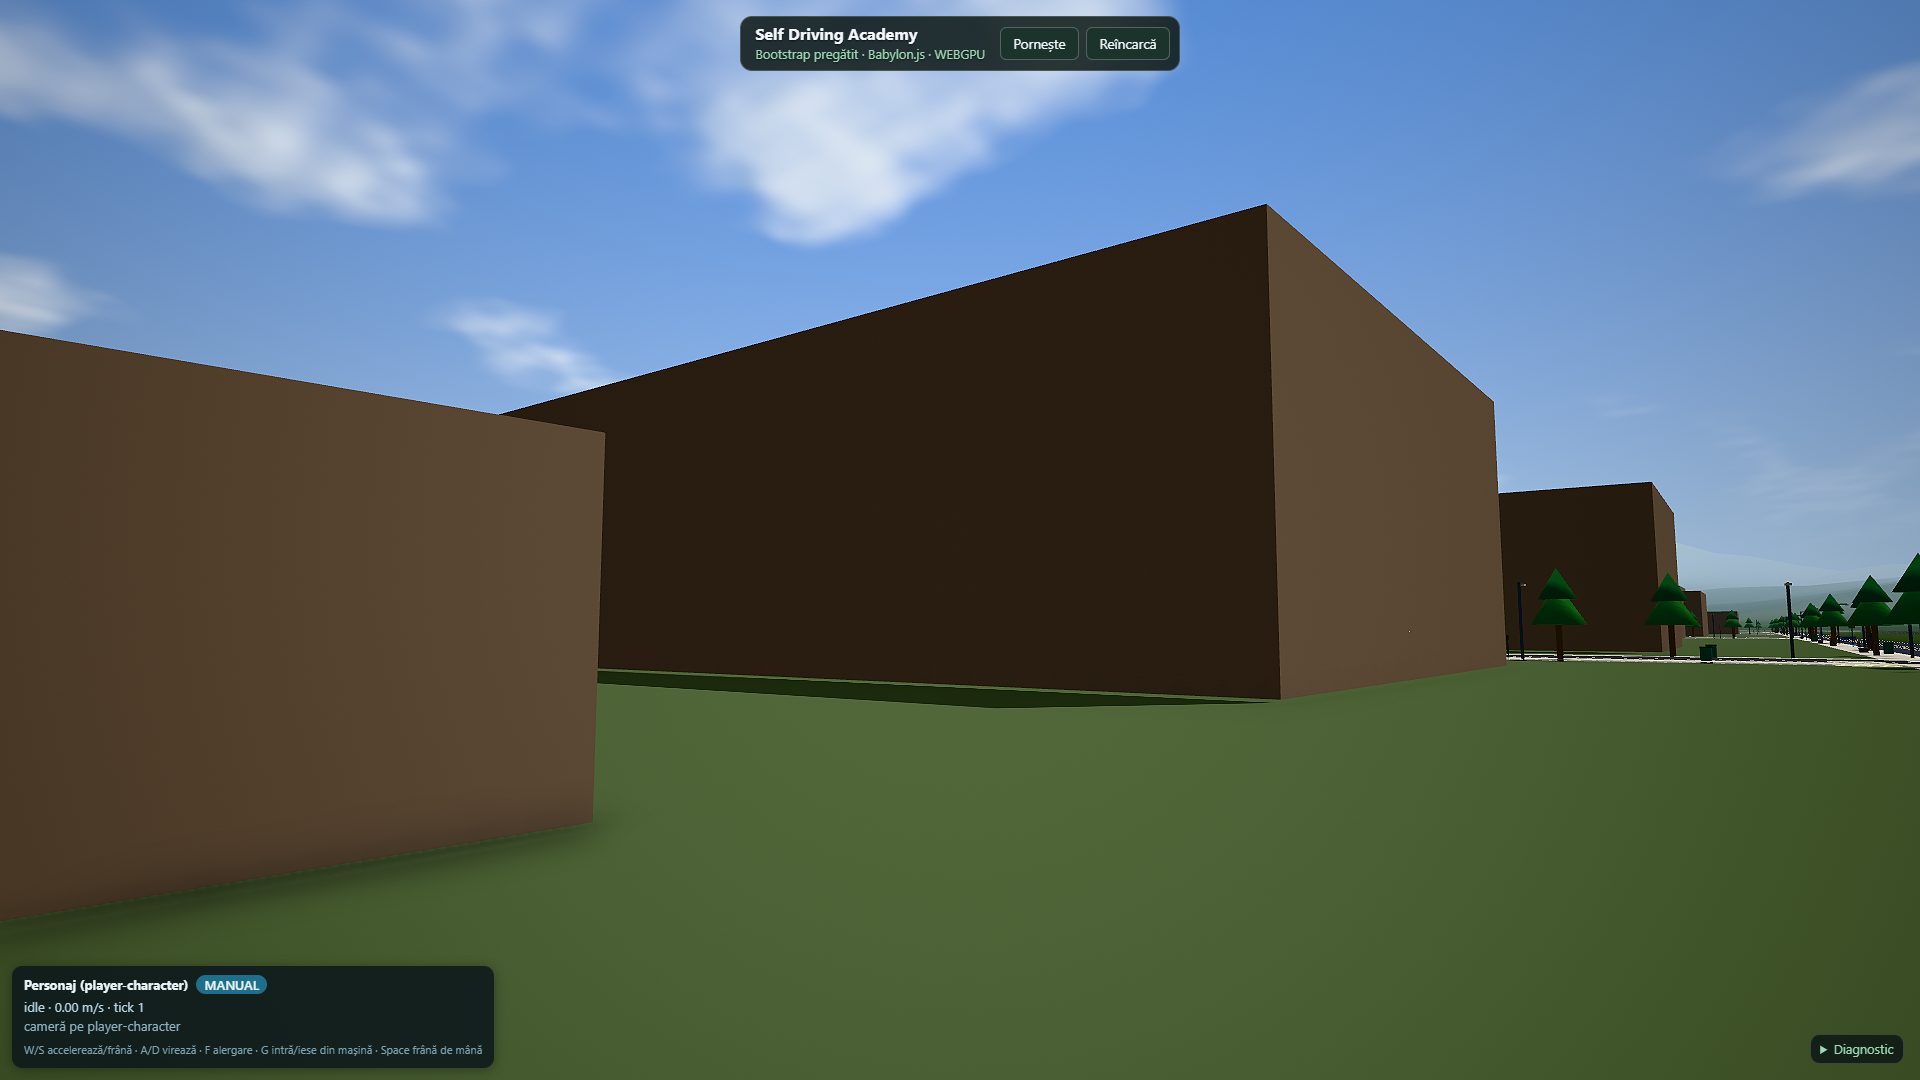 Self Driving Academy
Bootstrap pregătit · Babylon.js · WEBGPU
Pornește
Reîncarcă
Personaj (player-character) MANUAL
idle · 0.00 m/s · tick 1
cameră pe player-character
W/S accelerează/frână · A/D virează · F alergare · G intră/iese din mașină · Space frână de mână
▶ Diagnostic